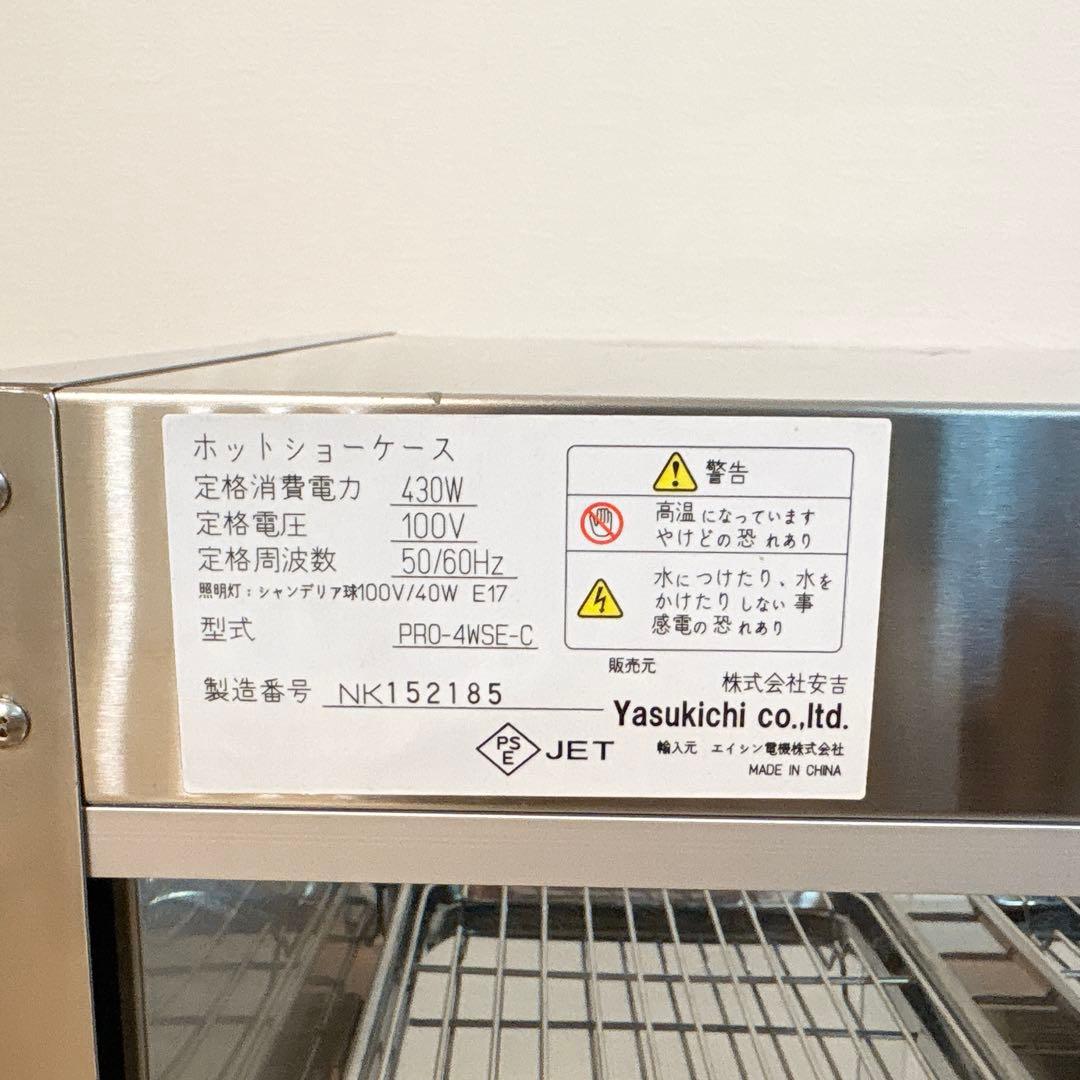 ホットショーケース
定格消費電力 430W
定格電圧 100V
定格周波数 50/60Hz
照明灯：シャンデリア球100V/40W E17
型式 PRO-4WSE-C
製造番号 NK152185
警告
高温になっています
やけどの恐れあり
水につけたり、水を
かけたりしない事
感電の恐れあり
販売元
株式会社安吉
Yasukichi co.,ltd.
PSE JET
輸入元 エイシン電機株式会社
MADE IN CHINA